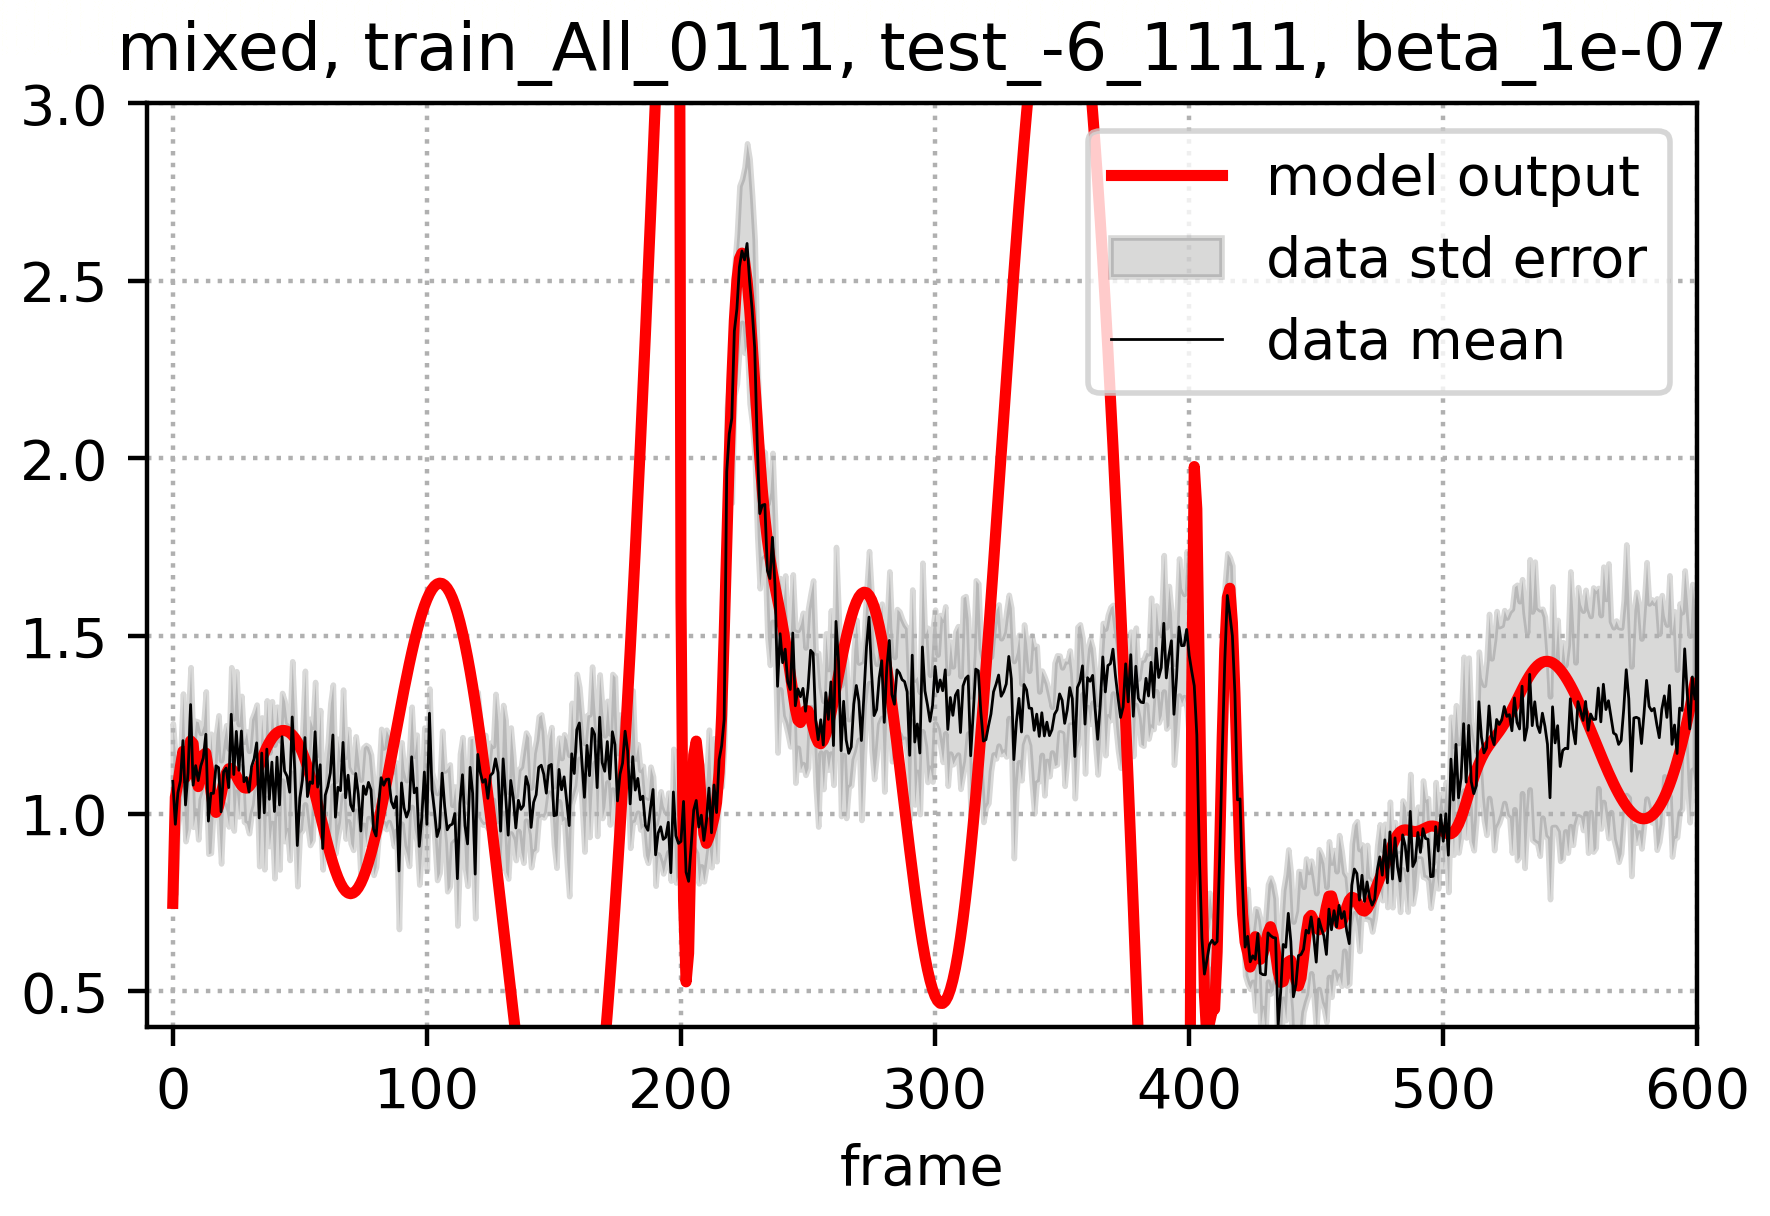 mixed, train_All_0111, test_-6_1111, beta_1e-07
3.0
2.5
2.0
1.5
1.0
0.5
model output
data std error
data mean
0 100 200 300 400 500 600
frame